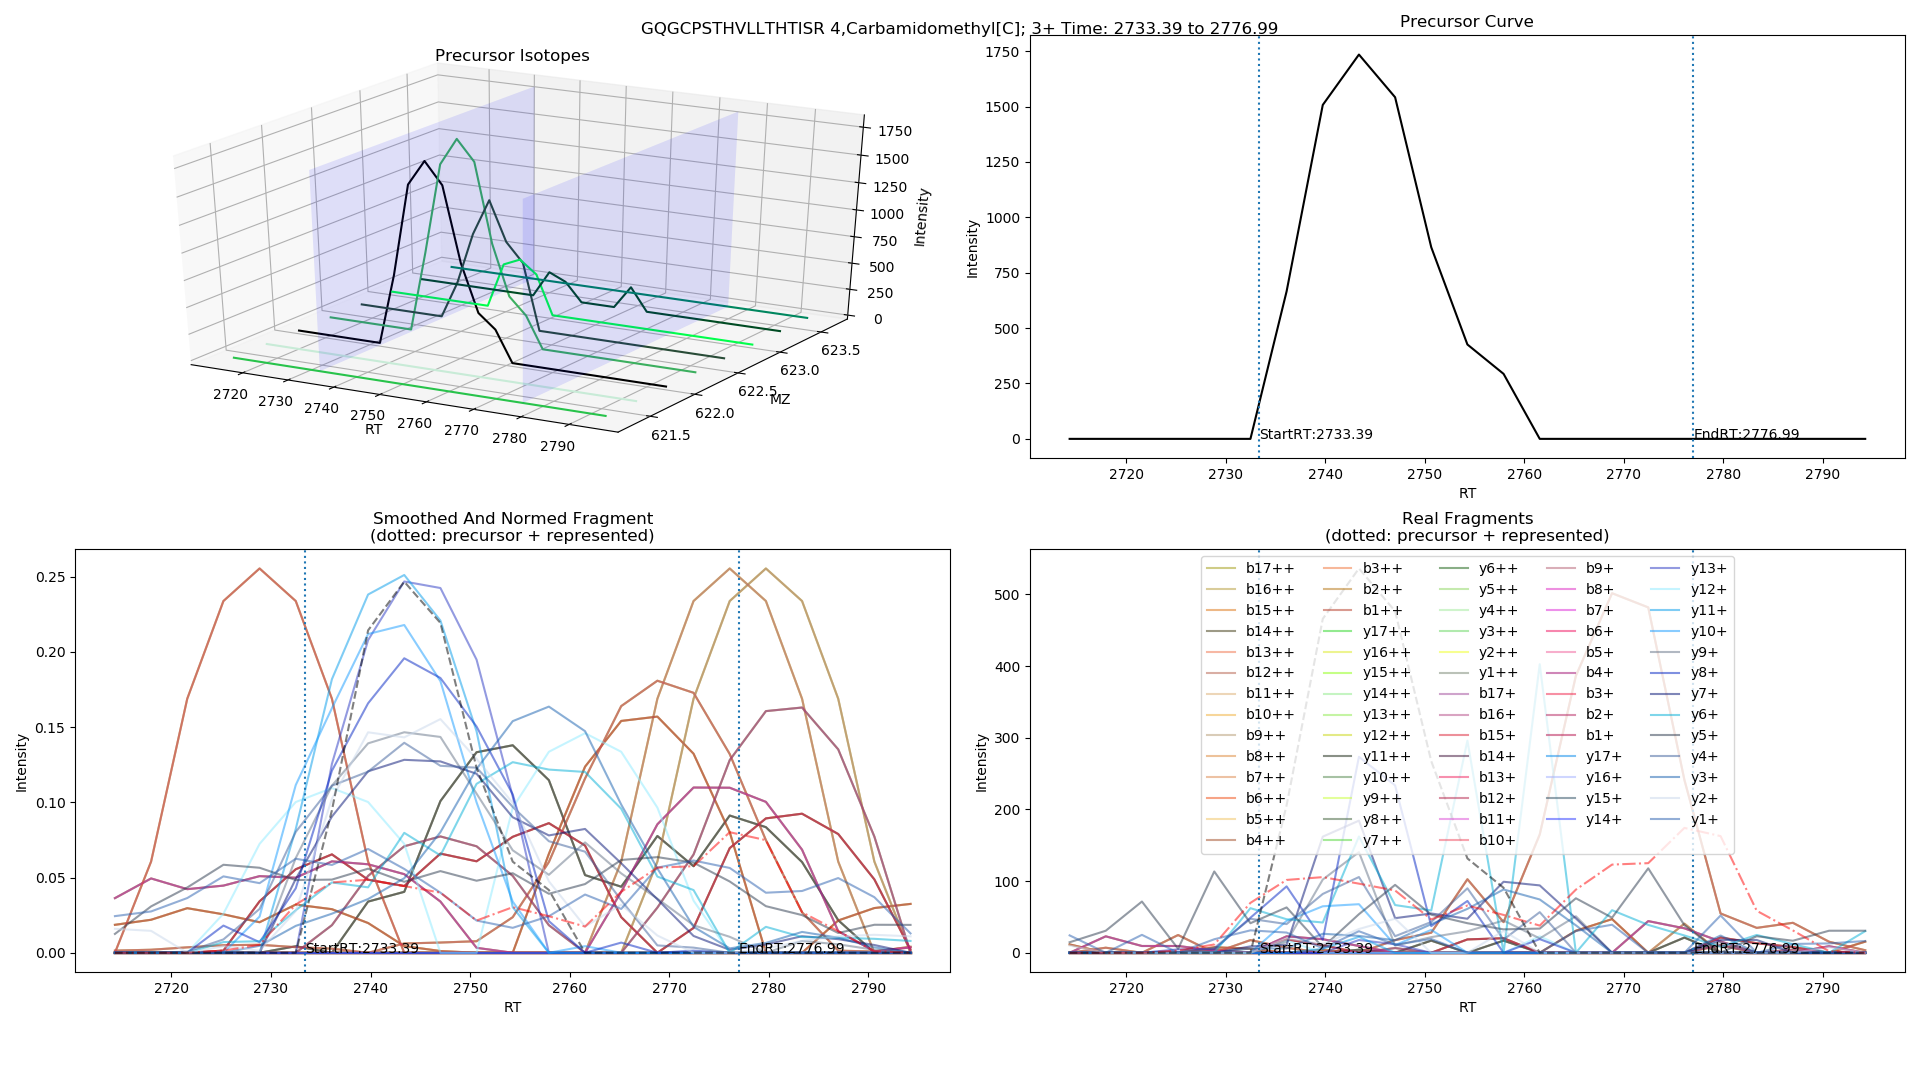 GQGCPSTHVLLTHTISR 4,Carbamidomethyl[C]; 3+ Time: 2733.39 to 2776.99
Precursor Isotopes
1750
1500
1250
1000
750
500
250
0
Intensity
2720
2730
2740
2750
2760
2770
2780
2790
RT
621.5
622.0
622.5
623.0
623.5
MZ
Precursor Curve
1750
1500
1250
1000
750
500
250
0
Intensity
StartRT:2733.39
EndRT:2776.99
2720 2730 2740 2750 2760 2770 2780 2790
RT
Smoothed And Normed Fragment
(dotted: precursor + represented)
0.25
0.20
0.15
0.10
0.05
0.00
Intensity
StartRT:2733.39
EndRT:2776.99
2720 2730 2740 2750 2760 2770 2780 2790
RT
Real Fragments
(dotted: precursor + represented)
500
400
300
200
100
0
Intensity
b17++
b16++
b15++
b14++
b13++
b12++
b11++
b10++
b9++
b8++
b7++
b6++
b5++
b4++
b3++
b2++
b1++
y17++
y16++
y15++
y14++
y13++
y12++
y11++
y10++
y9++
y8++
y7++
y6++
y5++
y4++
y3++
y2++
y1++
b17+
b16+
b15+
b14+
b13+
b12+
b11+
b10+
b9+
b8+
b7+
b6+
b5+
b4+
b3+
b2+
b1+
y17+
y16+
y15+
y14+
y13+
y12+
y11+
y10+
y9+
y8+
y7+
y6+
y5+
y4+
y3+
y2+
y1+
StartRT:2733.39
EndRT:2776.99
2720 2730 2740 2750 2760 2770 2780 2790
RT